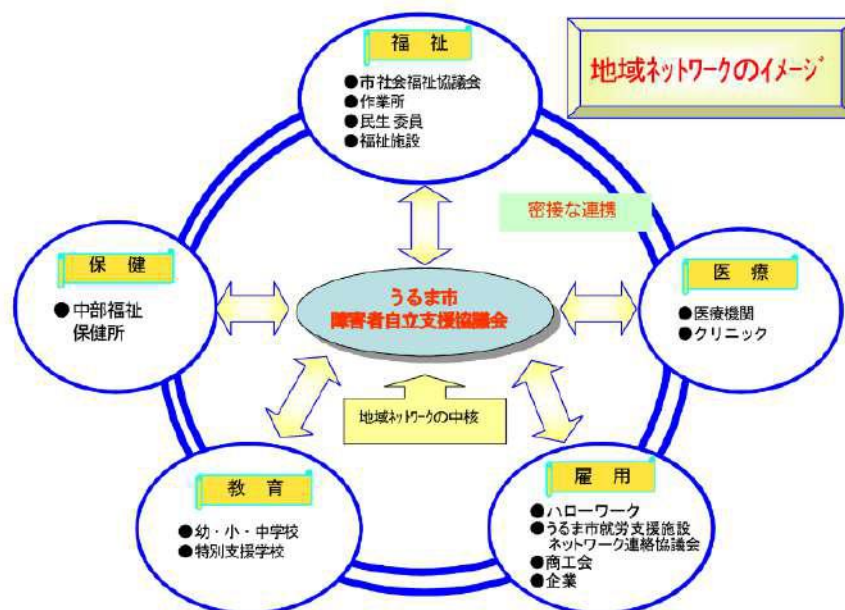 地域ネットワークのイメージ
福祉
●市社会福祉協議会
●作業所
●民生委員
●福祉施設
密接な連携
保健
●中部福祉
保健所
うるま市
障害者自立支援協議会
医療
●医療機関
●クリニック
地域ネットワークの中核
教育
●幼・小・中学校
●特別支援学校
雇用
●ハローワーク
●うるま市就労支援施設
ネットワーク連絡協議会
●商工会
●企業